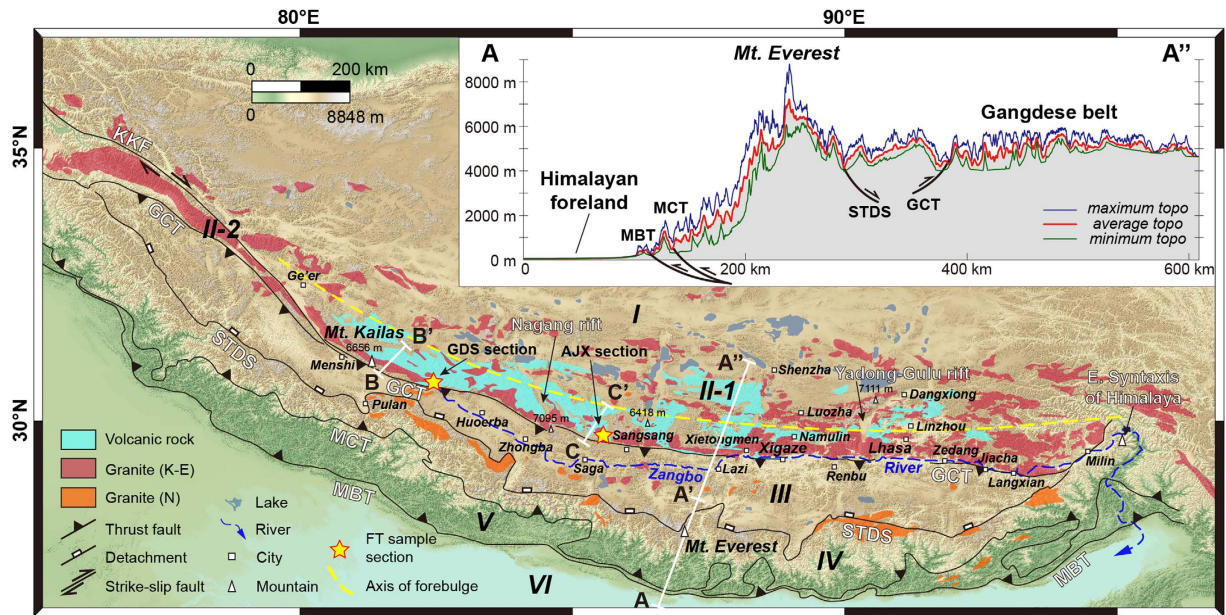 80°E
90°E
35°N
30°N
0
200 km
0
8848 m
A
Mt. Everest
A''
8000 m
6000 m
4000 m
2000 m
0 m
Himalayan
foreland
MBT
MCT
STDS
GCT
Gangdese belt
maximum topo
average topo
minimum topo
200 km
400 km
600 km
KKF
GCT
II-2
Ge'er
STDS
I
Mt. Kailas
6656 m
Menshi
B'
B
Nagang rift
GDS section
AJX section
A''
Shenzha
Yadong-Gulu rift
7111 m
E. Syntaxis
of Himalaya
GCT
Pulan
C'
II-1
Dangxiong
Luozha
Linzhou
7095 m
6418 m
Huoerba
C
Sangsang
Xietongmen
Namulin
Xigaze
Lhasa
Zedang
Jiacha
Milin
Zhongba
Saga
Zangbo
Lazi
River
Renbu
GCT
Langxian
MCT
A'
III
MBT
V
Mt. Everest
STDS
IV
MBT
VI
A
Volcanic rock
Granite (K-E)
Granite (N)
Thrust fault
Detachment
Strike-slip fault
Lake
River
City
Mountain
FT sample
section
Axis of forebulge